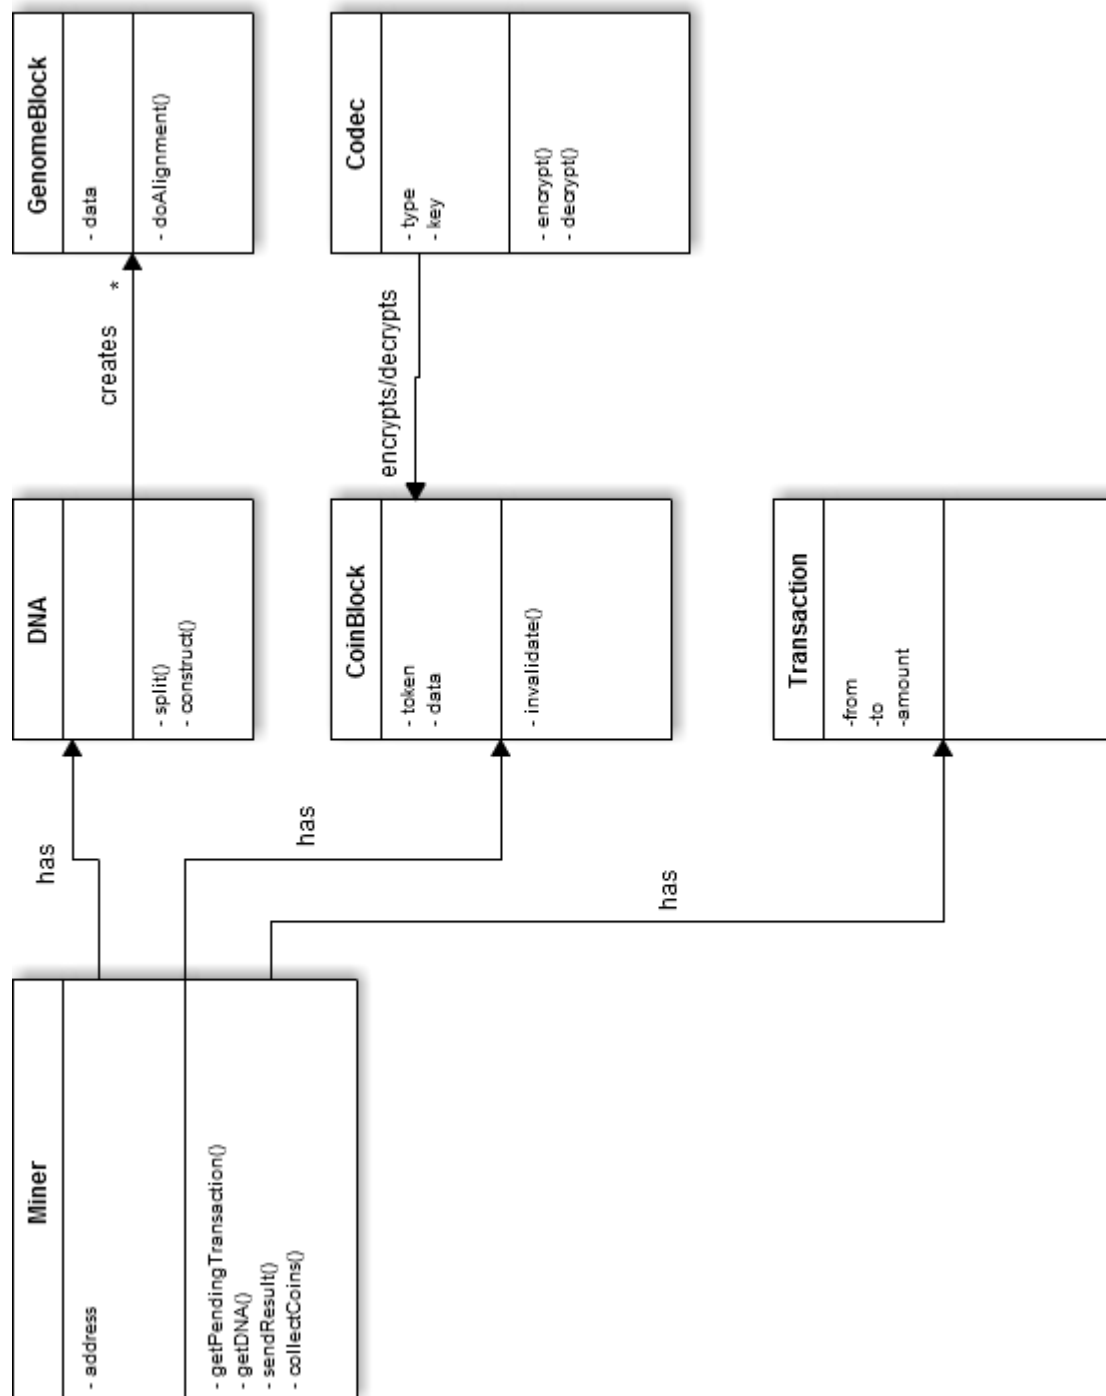 Miner
- address
- getPendingTransaction()
- getDNA()
- sendResult()
- collectCoins()
has
has
has
DNA
- split()
- construct()
CoinBlock
- token
- data
- invalidate()
Transaction
-from
-to
-amount
creates
*
encrypts/decrypts
GenomeBlock
- data
- doAlignment()
Codec
- type
- key
- encrypt()
- decrypt()